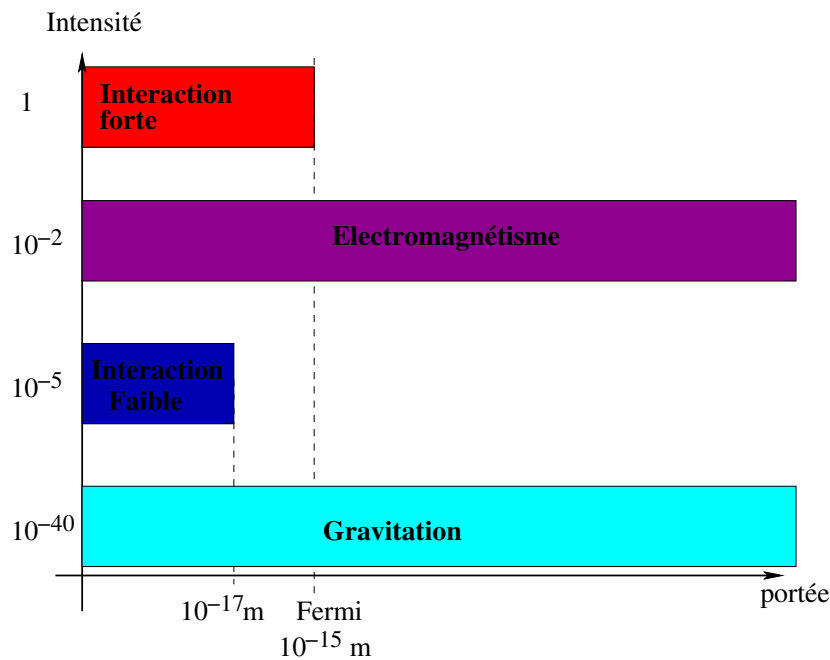 Intensité
1
Interaction
forte
10⁻²
Electromagnétisme
10⁻⁵
Interaction
Faible
10⁻⁴⁰
Gravitation
portée
10⁻¹⁷m
Fermi
10⁻¹⁵ m